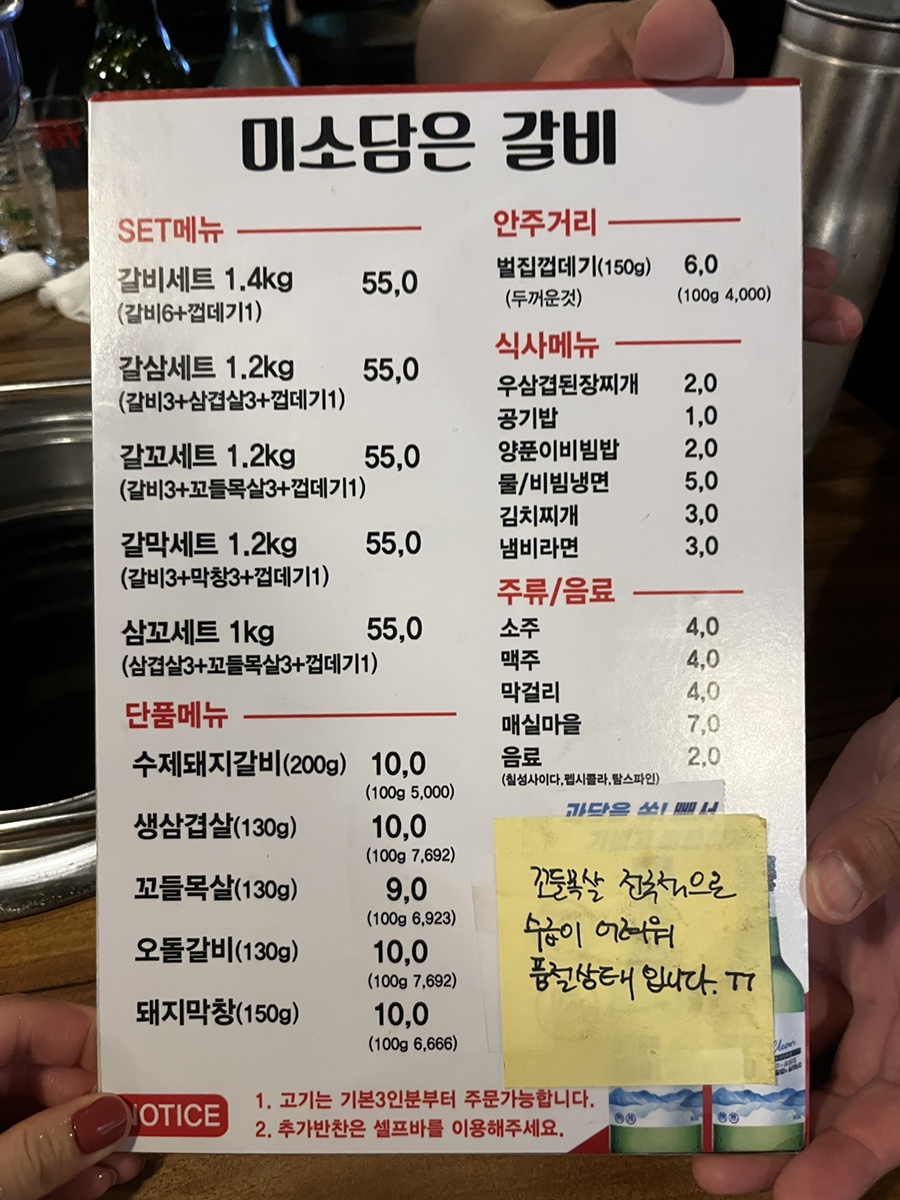 미소담은 갈비
SET메뉴
갈비세트 1.4kg 55,0
(갈비6+껍데기1)
갈삼세트 1.2kg 55,0
(갈비3+삼겹살3+껍데기1)
갈꼬세트 1.2kg 55,0
(갈비3+꼬들목살3+껍데기1)
갈막세트 1.2kg 55,0
(갈비3+막창3+껍데기1)
삼꼬세트 1kg 55,0
(삼겹살3+꼬들목살3+껍데기1)
단품메뉴
수제돼지갈비(200g) 10,0
(100g 5,000)
생삼겹살(130g) 10,0
(100g 7,692)
꼬들목살(130g) 9,0
(100g 6,923)
오돌갈비(130g) 10,0
(100g 7,692)
돼지막창(150g) 10,0
(100g 6,666)
안주거리
벌집껍데기(150g) 6,0
(두꺼운것) (100g 4,000)
식사메뉴
우삼겹된장찌개 2,0
공기밥 1,0
양푼이비빔밥 2,0
물/비빔냉면 5,0
김치찌개 3,0
냄비라면 3,0
주류/음료
소주 4,0
맥주 4,0
막걸리 4,0
매실마을 7,0
음료 2,0
(칠성사이다,펩시콜라,탐스파인)
과당을 쏙! 빼서
꼬들목살 전국적으로
수급이 어려워
품절상태 입니다. ㅠ
NOTICE
1. 고기는 기본3인분부터 주문가능합니다.
2. 추가반찬은 셀프바를 이용해주세요.